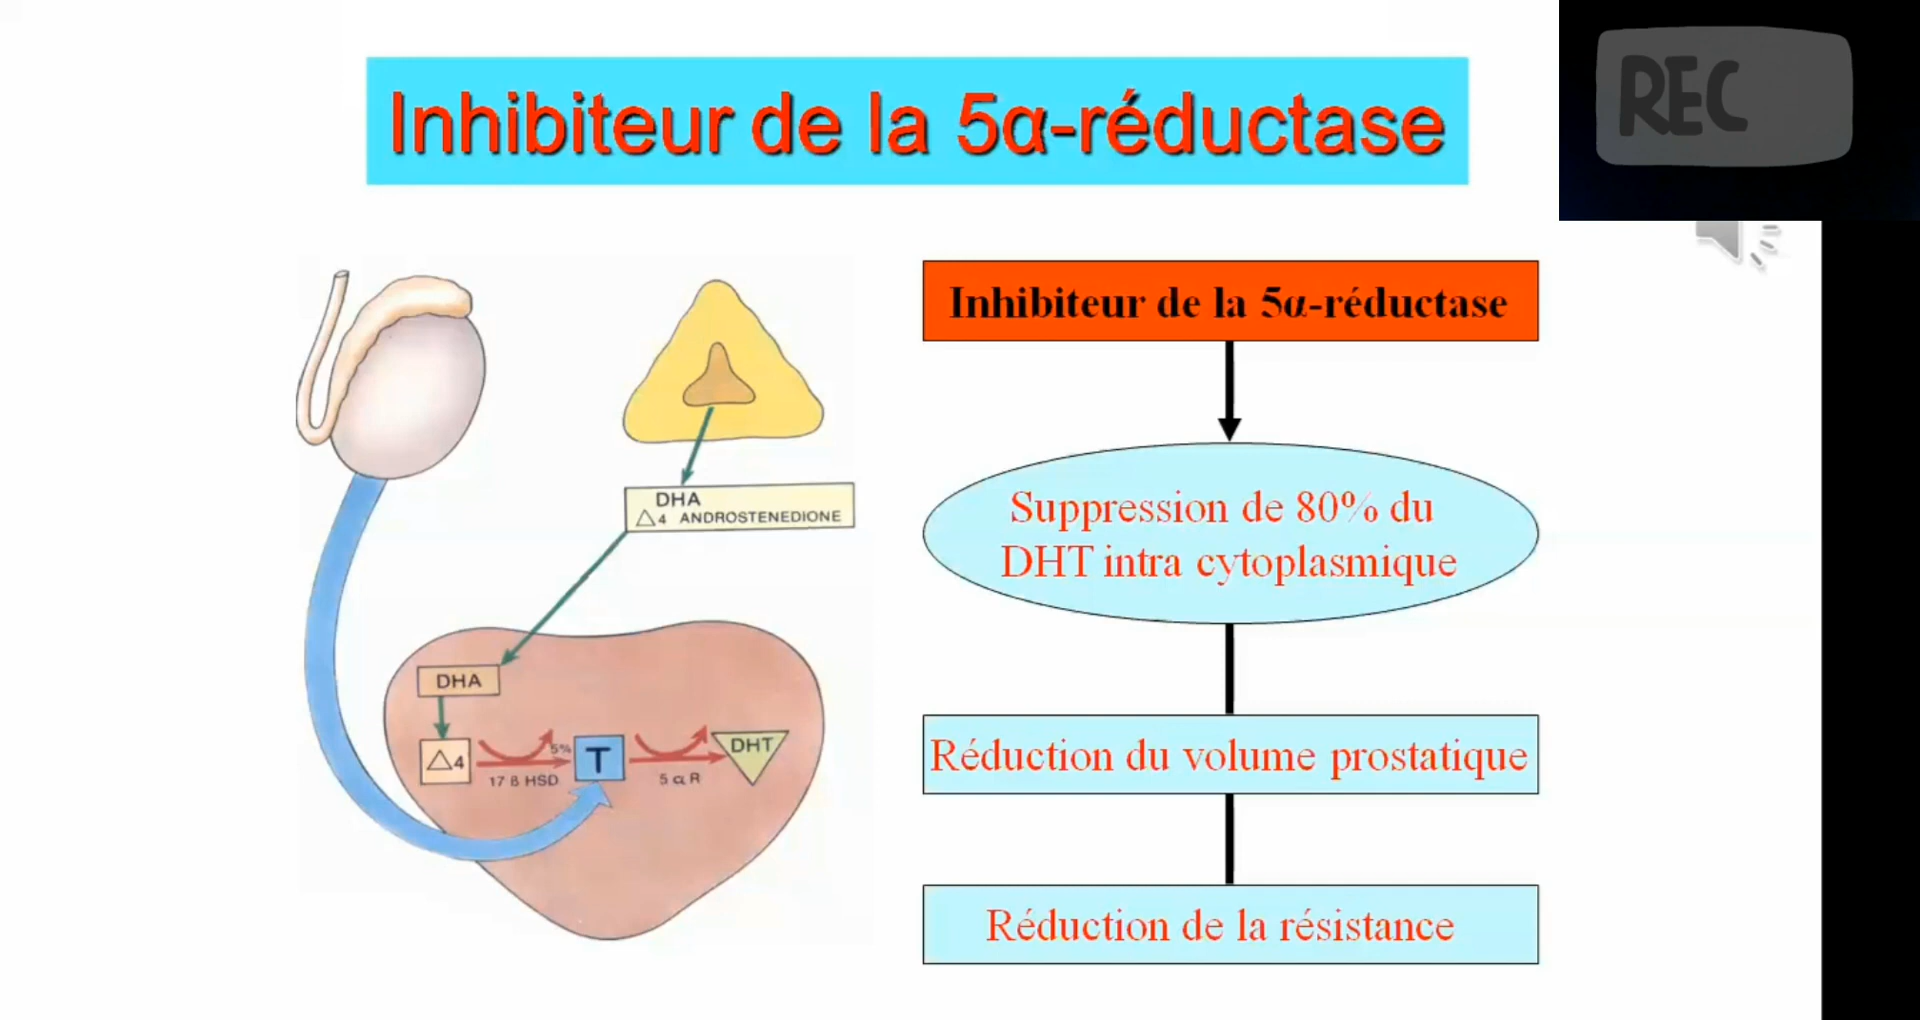 Inhibiteur de la 5α-réductase
REC
Inhibiteur de la 5α-réductase
Suppression de 80% du
DHT intra cytoplasmique
Réduction du volume prostatique
Réduction de la résistance
DHA
△4 ANDROSTENEDIONE
DHA
△4
5%
17 ß HSD
T
5 α R
DHT